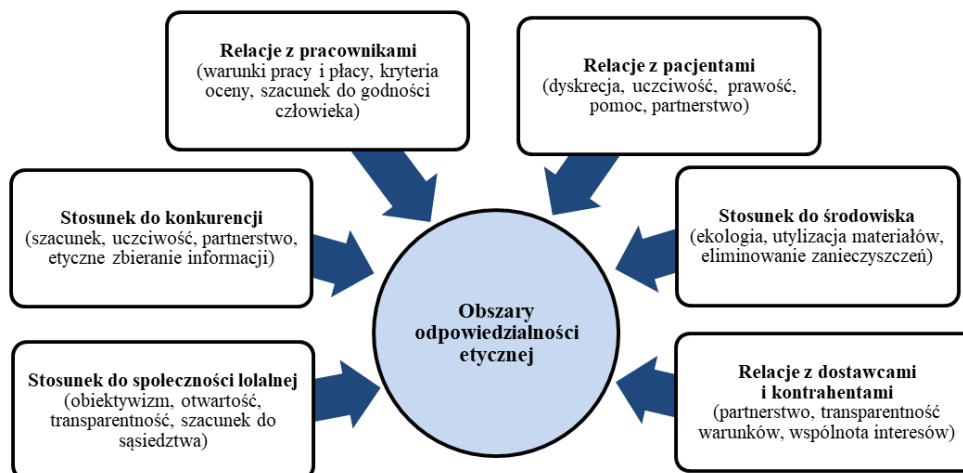 Relacje z pracownikami
(warunki pracy i płacy, kryteria
oceny, szacunek do godności
człowieka)
Relacje z pacjentami
(dyskrecja, uczciwość, prawość,
pomoc, partnerstwo)
Stosunek do konkurencji
(szacunek, uczciwość, partnerstwo,
etyczne zbieranie informacji)
Stosunek do środowiska
(ekologia, utylizacja materiałów,
eliminowanie zanieczyszczeń)
Obszary
odpowiedzialności
etycznej
Stosunek do społeczności lolalnej
(obiektywizm, otwartość,
transparentność, szacunek do
sąsiedztwa)
Relacje z dostawcami
i kontrahentami
(partnerstwo, transparentność
warunków, wspólnota interesów)